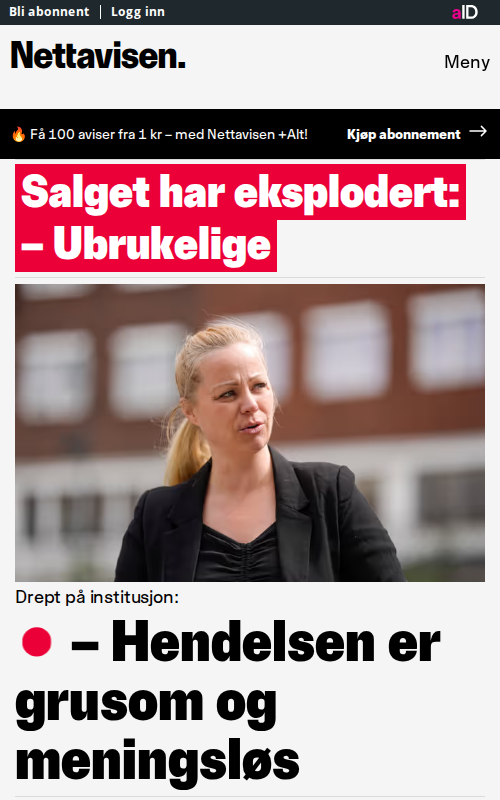 Bli abonnent | Logg inn
aID
Nettavisen.
Meny
🔥 Få 100 aviser fra 1 kr – med Nettavisen +Alt!
Kjøp abonnement →
Salget har eksplodert:
– Ubrukelige
Drept på institusjon:
– Hendelsen er
grusom og
meningsløs